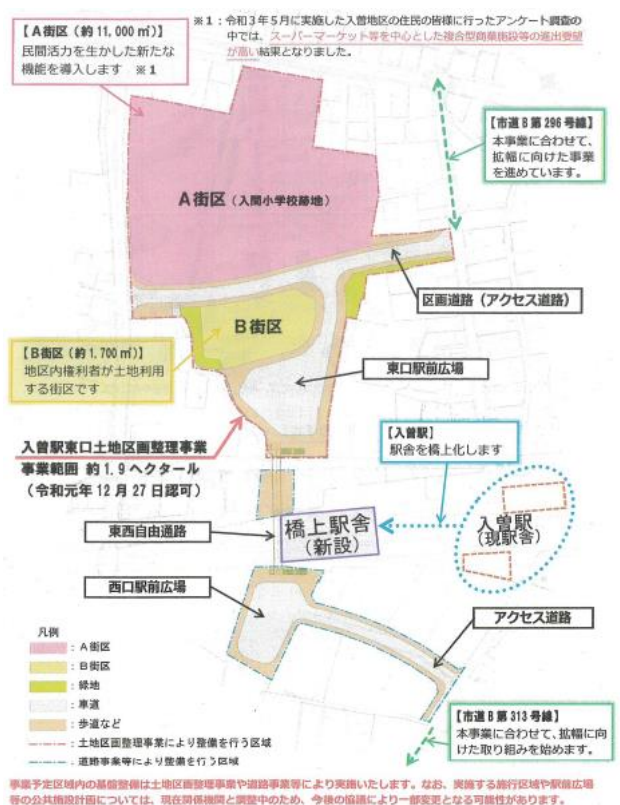 【A街区(約11,000㎡)】
民間活力を生かした新たな
機能を導入します ※1
※1:令和3年5月に実施した入曽地区の住民の皆様に行ったアンケート調査の
中では、スーパーマーケット等を中心とした複合型商業施設等の進出要望
が高い結果となりました。
【市道B第296号線】
本事業に合わせて、
拡幅に向けた事業
を進めています。
A街区(入間小学校跡地)
区画道路(アクセス道路)
B街区
【B街区(約1,700㎡)】
地区内権利者が土地利用
する街区です
東口駅前広場
入曽駅東口土地区画整理事業
事業範囲 約1.9ヘクタール
(令和元年12月27日認可)
【入曽駅】
駅舎を橋上化します
東西自由通路
橋上駅舎
(新設)
入曽駅
(現駅舎)
西口駅前広場
アクセス道路
凡例
:A街区
:B街区
:緑地
:車道
:歩道など
:土地区画整理事業により整備を行う区域
:道路事業等により整備を行う区域
【市道B第313号線】
本事業に合わせて、拡幅に向
けた取り組みを始めます。
事業予定区域内の基盤整備は土地区画整理事業や道路事業等により実施いたします。なお、実施する施行区域や駅前広場
等の公共施設計画については、現在関係機関と調整中のため、今後の協議により一部変更となる可能性があります。